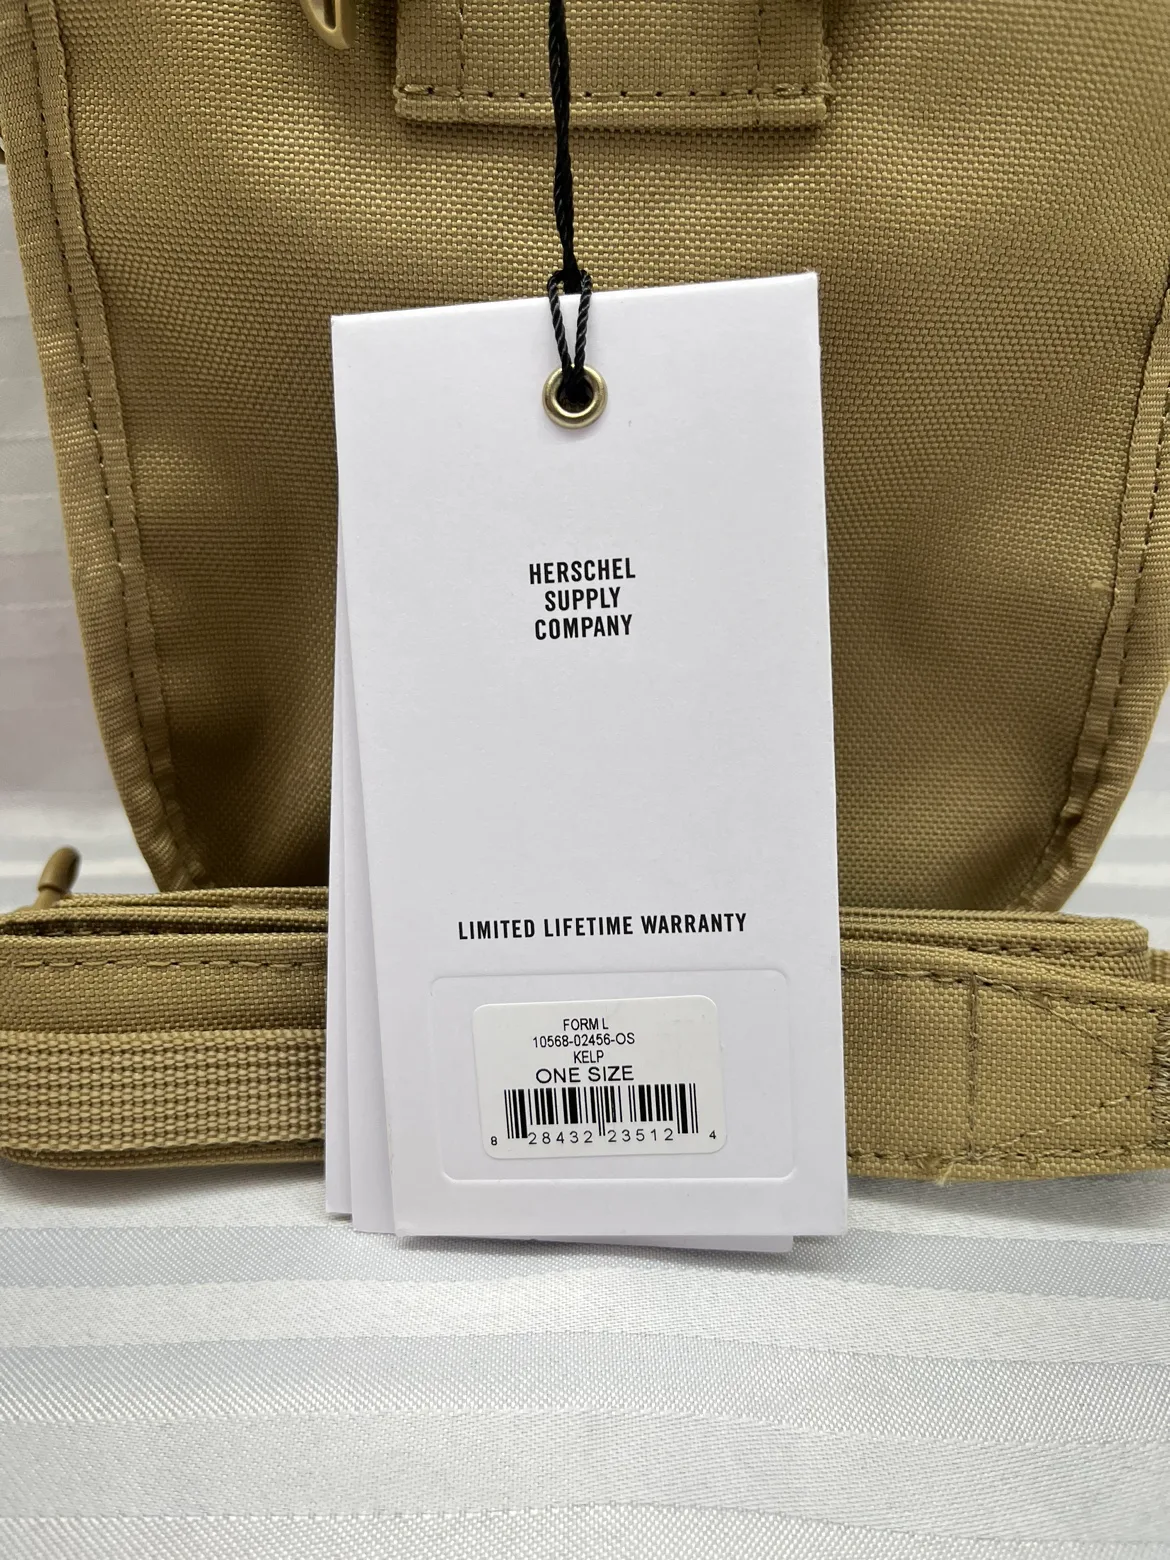 HERSCHEL
SUPPLY
COMPANY
LIMITED LIFETIME WARRANTY
FORM L
10568-02456-OS
KELP
ONE SIZE
8 28432 23512 4